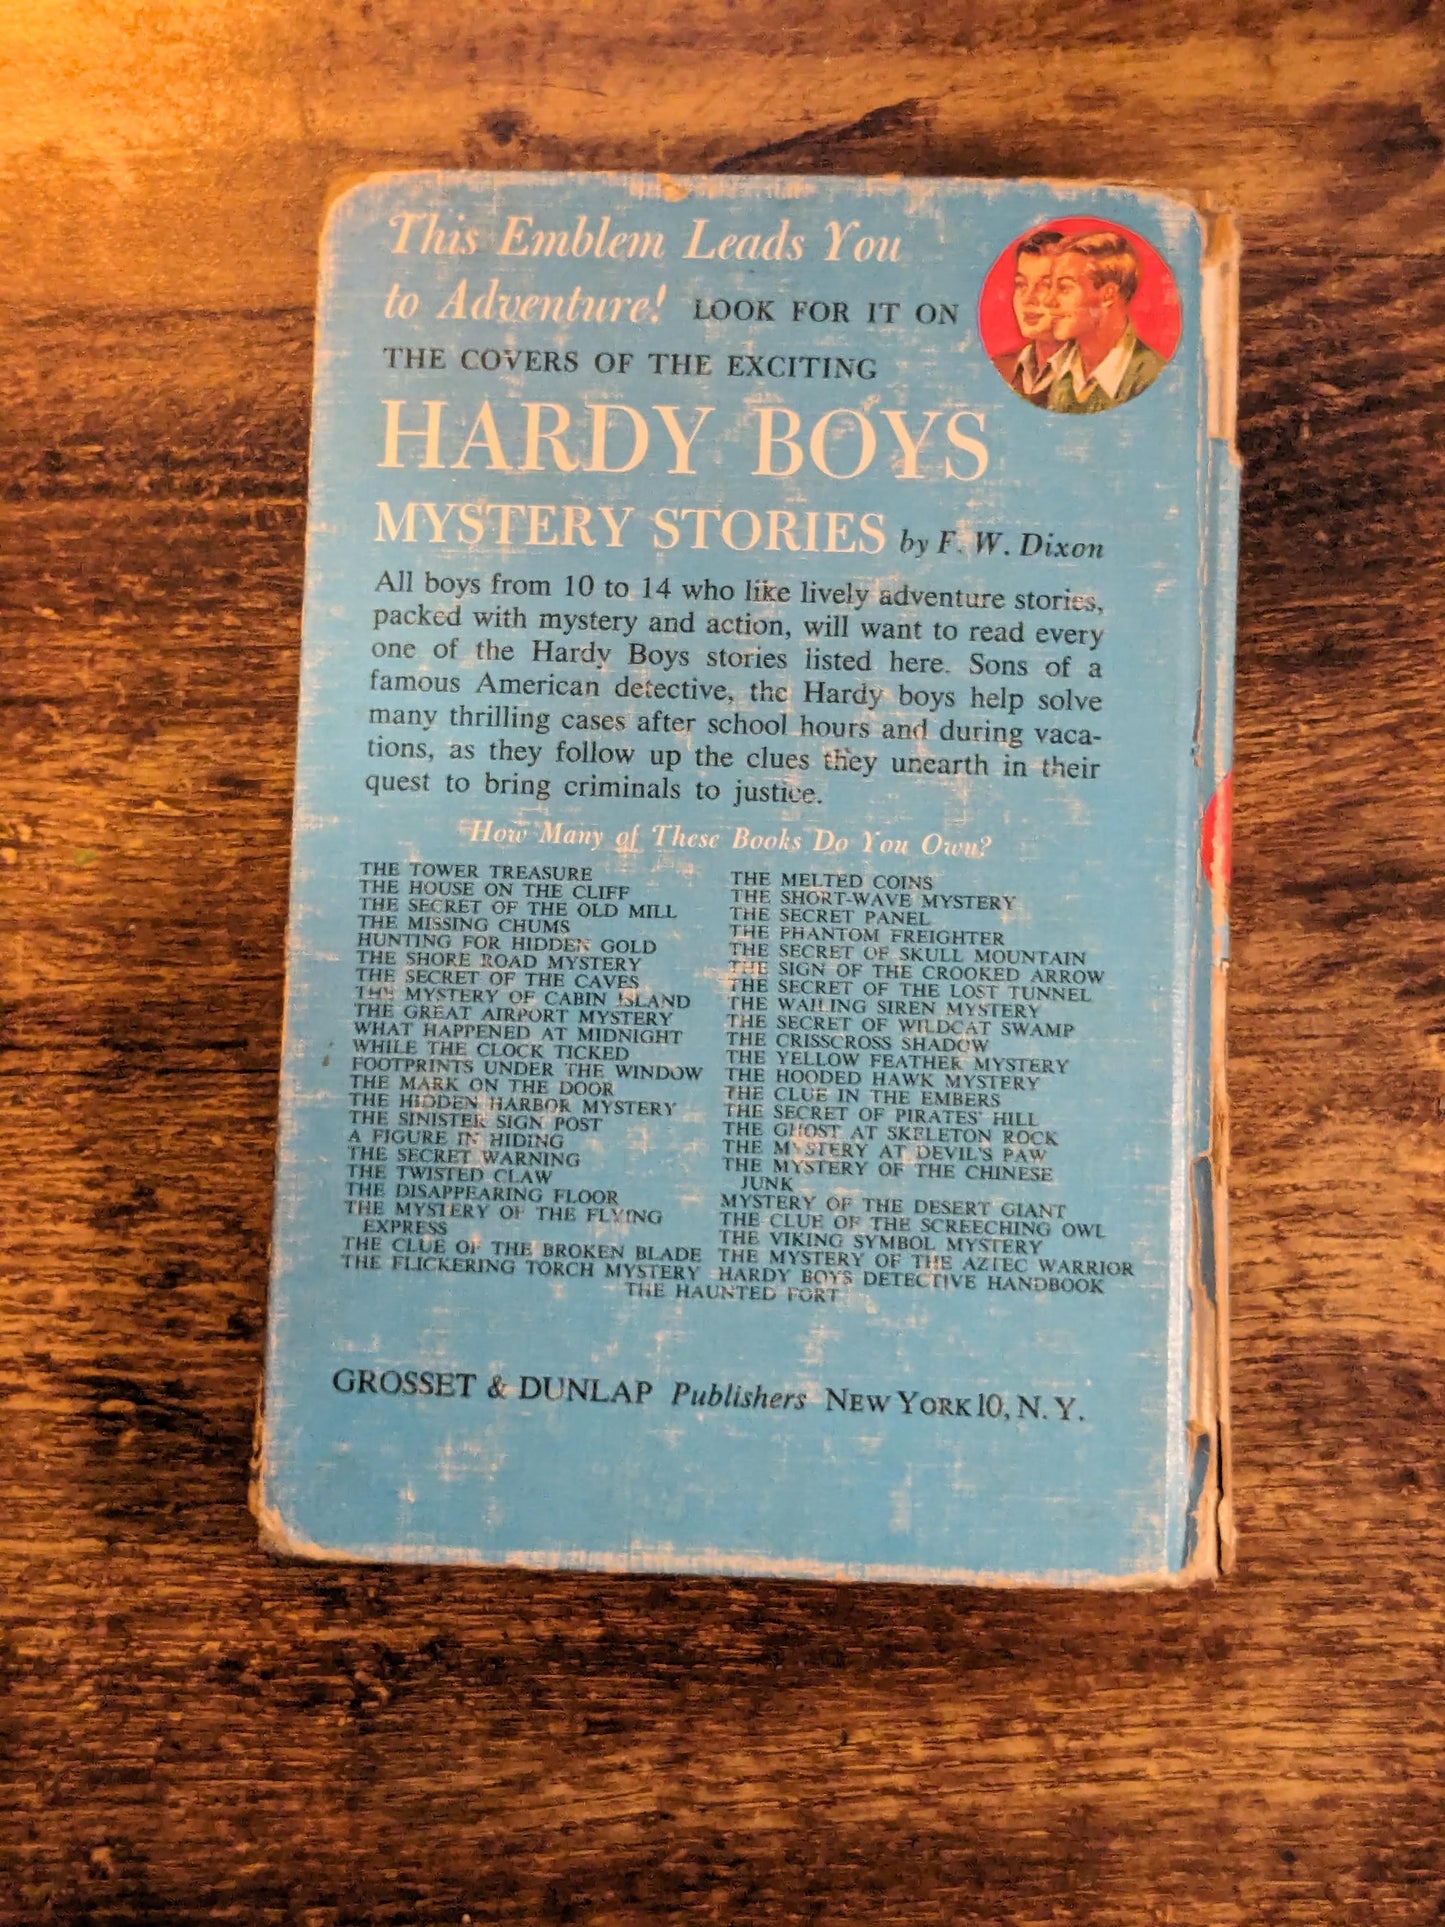 This Emblem Leads You
to Adventure! LOOK FOR IT ON
THE COVERS OF THE EXCITING
HARDY BOYS
MYSTERY STORIES by F. W. Dixon
All boys from 10 to 14 who like lively adventure stories,
packed with mystery and action, will want to read every
one of the Hardy Boys stories listed here. Sons of a
famous American detective, the Hardy boys help solve
many thrilling cases after school hours and during vaca-
tions, as they follow up the clues they unearth in their
quest to bring criminals to justice.
How Many of These Books Do You Own?
THE TOWER TREASURE
THE HOUSE ON THE CLIFF
THE SECRET OF THE OLD MILL
THE MISSING CHUMS
HUNTING FOR HIDDEN GOLD
THE SHORE ROAD MYSTERY
THE SECRET OF THE CAVES
THE MYSTERY OF CABIN ISLAND
THE GREAT AIRPORT MYSTERY
WHAT HAPPENED AT MIDNIGHT
WHILE THE CLOCK TICKED
FOOTPRINTS UNDER THE WINDOW
THE MARK ON THE DOOR
THE HIDDEN HARBOR MYSTERY
THE SINISTER SIGN POST
A FIGURE IN HIDING
THE SECRET WARNING
THE TWISTED CLAW
THE DISAPPEARING FLOOR
THE MYSTERY OF THE FLYING
EXPRESS
THE CLUE OF THE BROKEN BLADE
THE FLICKERING TORCH MYSTERY
THE MELTED COINS
THE SHORT-WAVE MYSTERY
THE SECRET PANEL
THE PHANTOM FREIGHTER
THE SECRET OF SKULL MOUNTAIN
THE SIGN OF THE CROOKED ARROW
THE SECRET OF THE LOST TUNNEL
THE WAILING SIREN MYSTERY
THE SECRET OF WILDCAT SWAMP
THE CRISSCROSS SHADOW
THE YELLOW FEATHER MYSTERY
THE HOODED HAWK MYSTERY
THE CLUE IN THE EMBERS
THE SECRET OF PIRATES' HILL
THE GHOST AT SKELETON ROCK
THE MYSTERY AT DEVIL'S PAW
THE MYSTERY OF THE CHINESE
JUNK
MYSTERY OF THE DESERT GIANT
THE CLUE OF THE SCREECHING OWL
THE VIKING SYMBOL MYSTERY
THE MYSTERY OF THE AZTEC WARRIOR
HARDY BOYS DETECTIVE HANDBOOK
THE HAUNTED FORT
GROSSET & DUNLAP Publishers NEW YORK 10, N. Y.